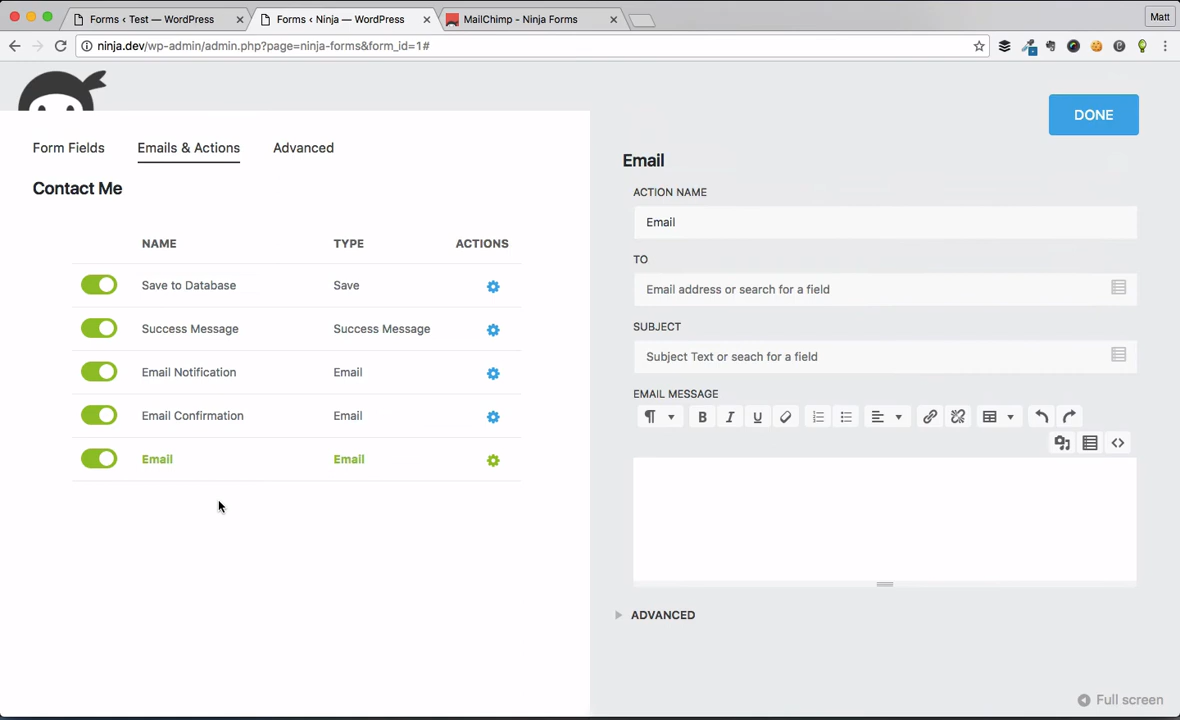 Forms ‹ Test — WordPress
Forms ‹ Ninja — WordPress
MailChimp - Ninja Forms
Matt
ninja.dev/wp-admin/admin.php?page=ninja-forms&form_id=1#
DONE
Form Fields
Emails & Actions
Advanced
Contact Me
NAME TYPE ACTIONS
Save to Database Save
Success Message Success Message
Email Notification Email
Email Confirmation Email
Email Email
Email
ACTION NAME
Email
TO
Email address or search for a field
SUBJECT
Subject Text or seach for a field
EMAIL MESSAGE
B I U
ADVANCED
Full screen